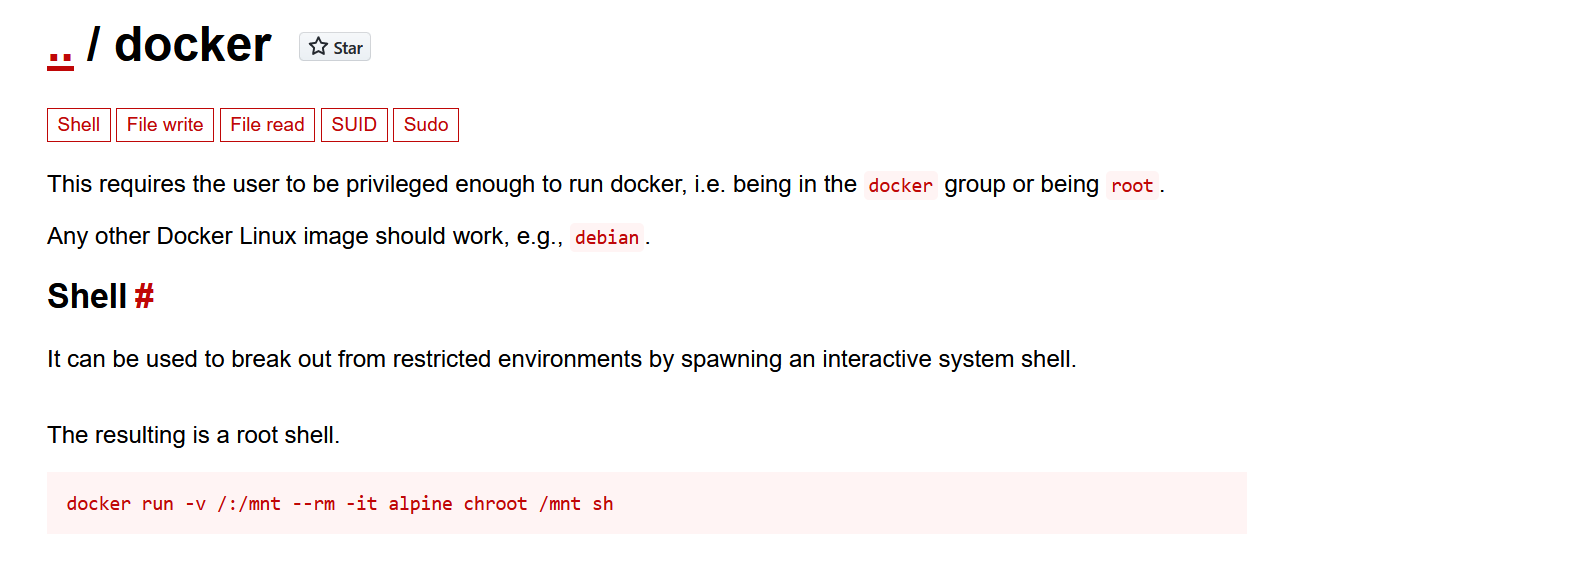 .. / docker Star
Shell File write File read SUID Sudo
This requires the user to be privileged enough to run docker, i.e. being in the docker group or being root.
Any other Docker Linux image should work, e.g., debian.
Shell #
It can be used to break out from restricted environments by spawning an interactive system shell.
The resulting is a root shell.
docker run -v /:/mnt --rm -it alpine chroot /mnt sh